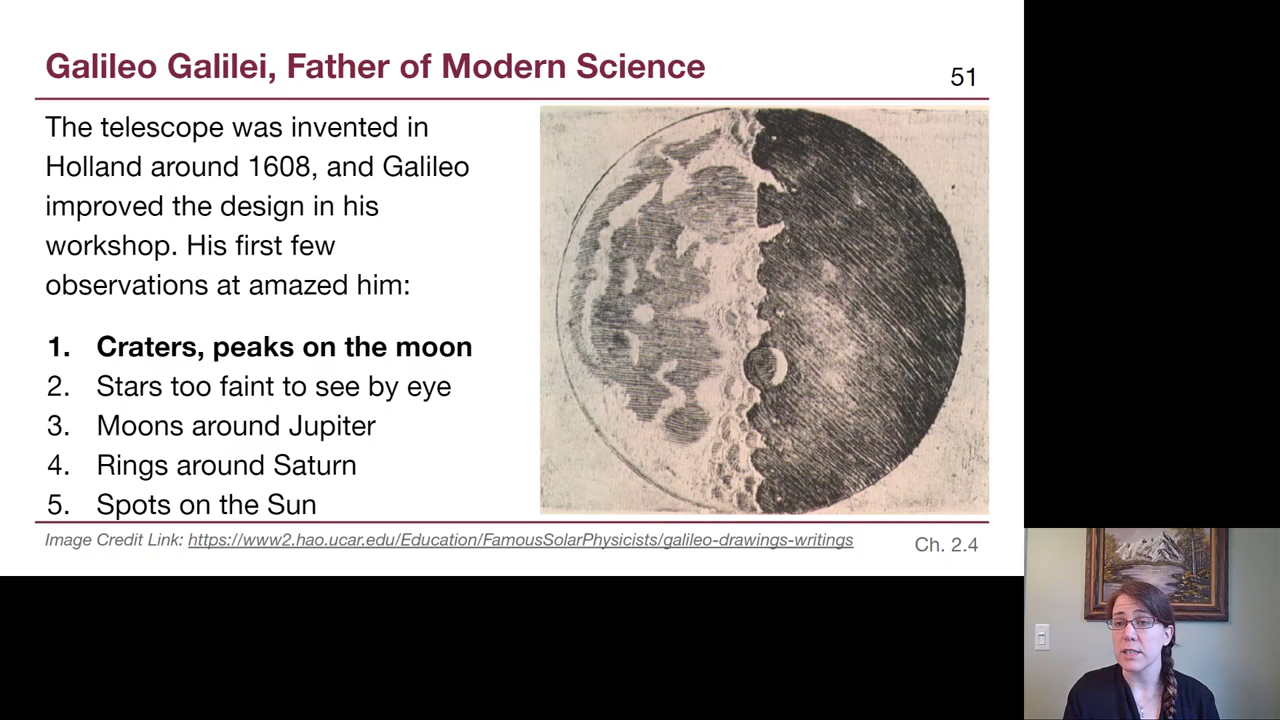 Galileo Galilei, Father of Modern Science
51
The telescope was invented in
Holland around 1608, and Galileo
improved the design in his
workshop. His first few
observations at amazed him:
1. Craters, peaks on the moon
2. Stars too faint to see by eye
3. Moons around Jupiter
4. Rings around Saturn
5. Spots on the Sun
Image Credit Link: https://www2.hao.ucar.edu/Education/FamousSolarPhysicists/galileo-drawings-writings
Ch. 2.4